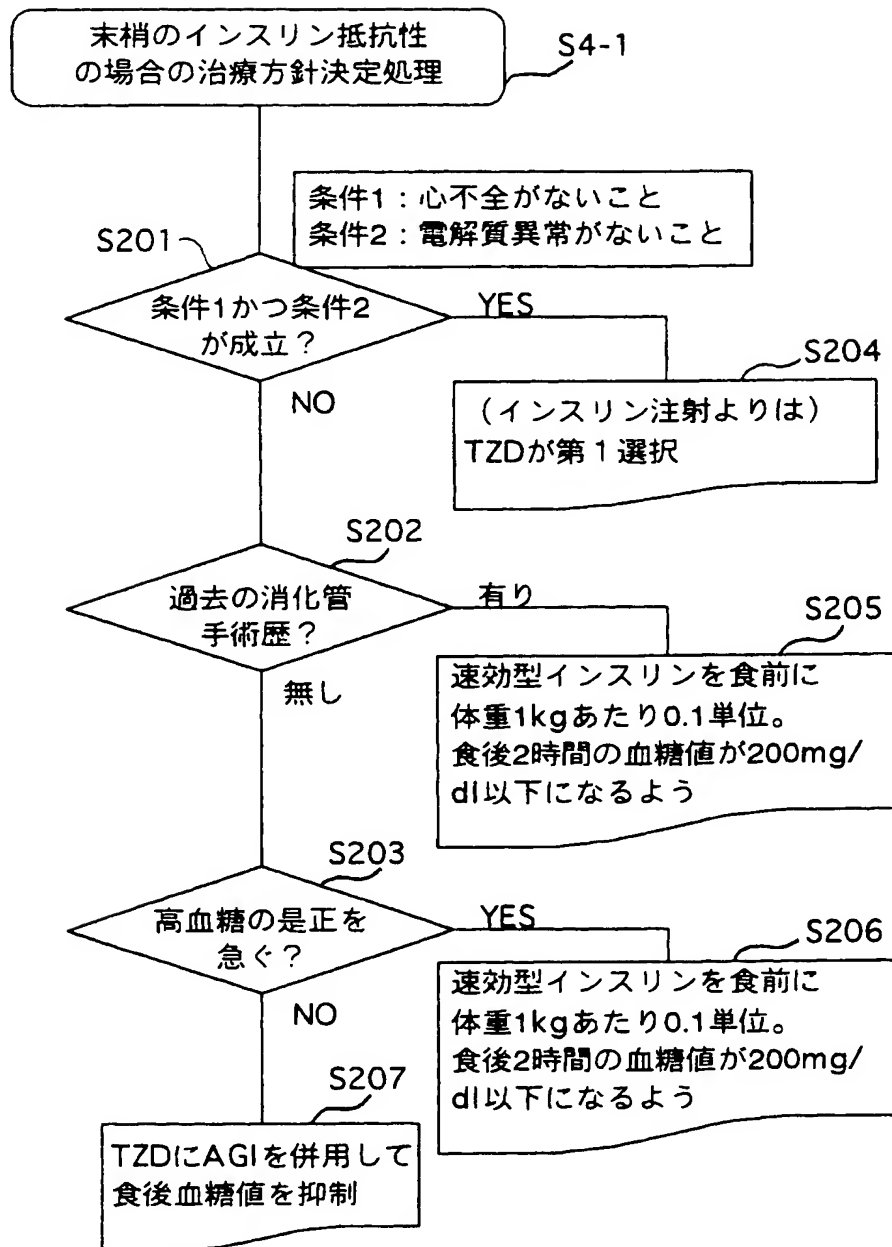 末梢のインスリン抵抗性
の場合の治療方針決定処理
S4-1
条件1：心不全がないこと
条件2：電解質異常がないこと
S201
条件1かつ条件2
が成立？
YES
NO
S204
（インスリン注射よりは）
TZDが第1選択
S202
過去の消化管
手術歴？
有り
無し
S205
速効型インスリンを食前に
体重1kgあたり0.1単位。
食後2時間の血糖値が200mg/
dl以下になるよう
S203
高血糖の是正を
急ぐ？
YES
NO
S206
速効型インスリンを食前に
体重1kgあたり0.1単位。
食後2時間の血糖値が200mg/
dl以下になるよう
S207
TZDにAGIを併用して
食後血糖値を抑制